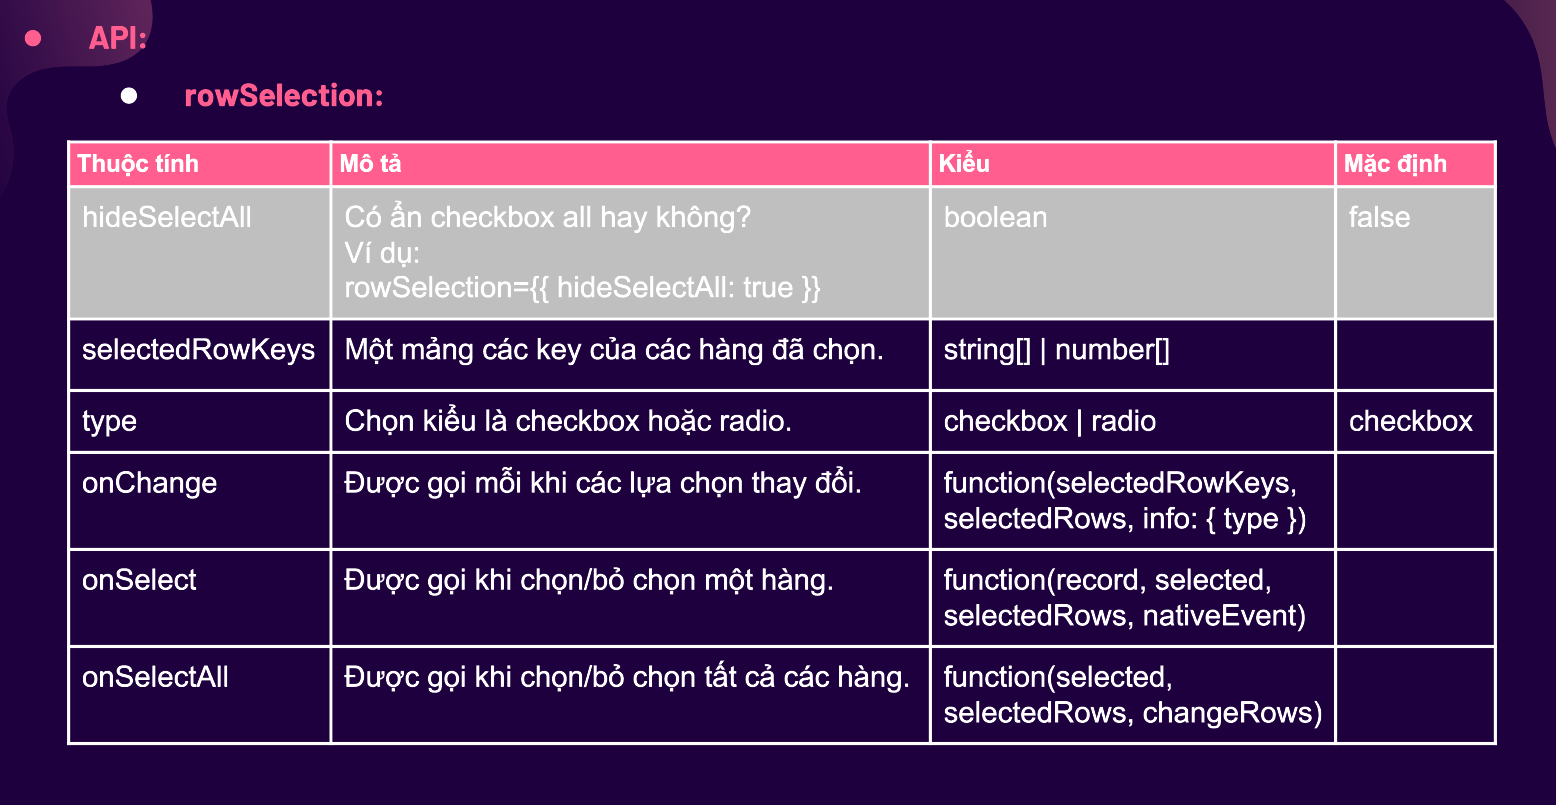 API:
rowSelection:
Thuộc tính Mô tả Kiểu Mặc định
hideSelectAll Có ẩn checkbox all hay không? boolean false
Ví dụ:
rowSelection={{ hideSelectAll: true }}
selectedRowKeys Một mảng các key của các hàng đã chọn. string[] | number[]
type Chọn kiểu là checkbox hoặc radio. checkbox | radio checkbox
onChange Được gọi mỗi khi các lựa chọn thay đổi. function(selectedRowKeys,
selectedRows, info: { type })
onSelect Được gọi khi chọn/bỏ chọn một hàng. function(record, selected,
selectedRows, nativeEvent)
onSelectAll Được gọi khi chọn/bỏ chọn tất cả các hàng. function(selected,
selectedRows, changeRows)